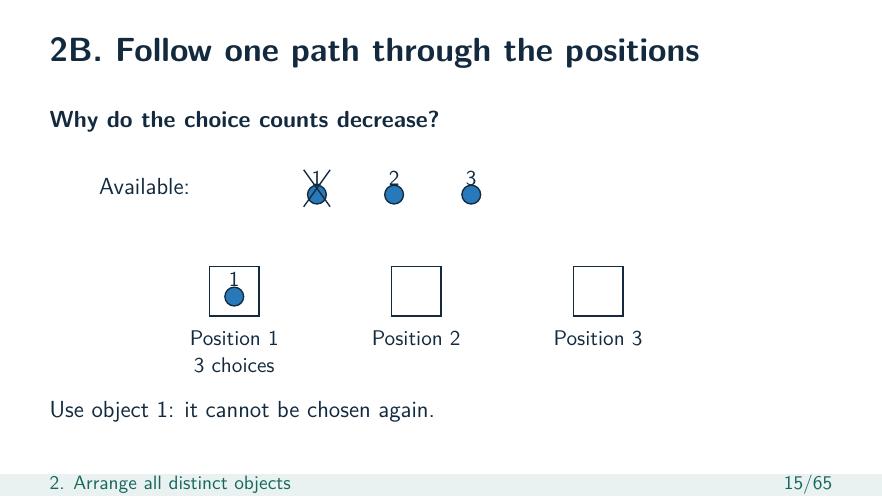 2B. Follow one path through the positions
Why do the choice counts decrease?
Available:
1 2 3
1
Position 1 Position 2 Position 3
3 choices
Use object 1: it cannot be chosen again.
2. Arrange all distinct objects 15/65